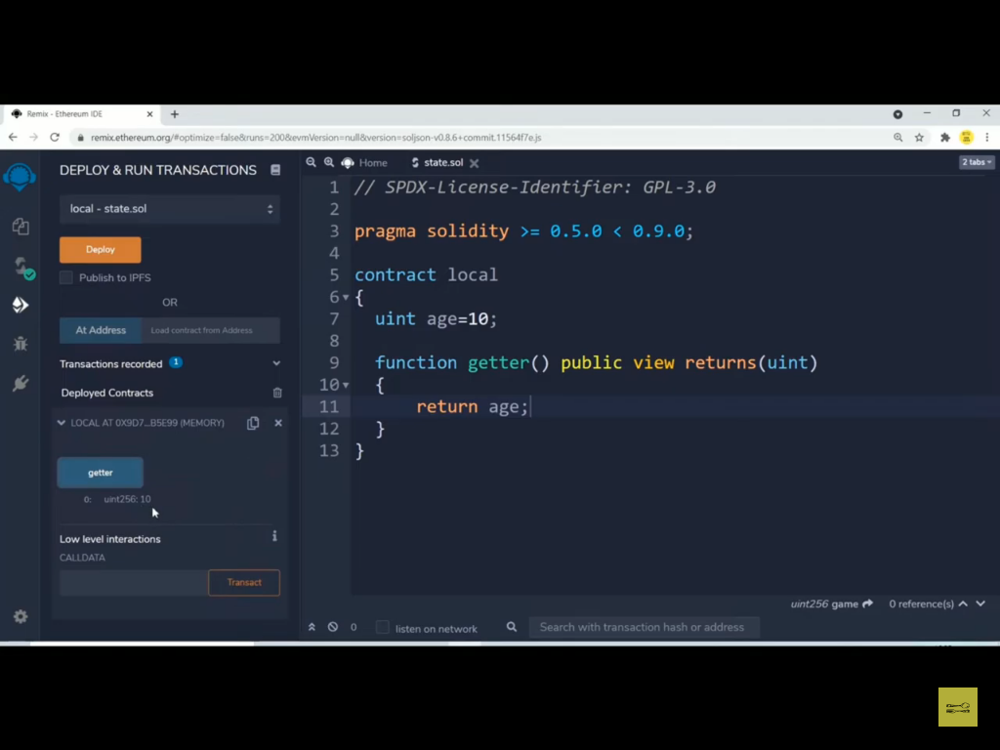 Remix - Ethereum IDE
remix.ethereum.org/#optimize=false&runs=200&evmVersion=null&version=soljson-v0.8.6+commit.11564f7e.js
DEPLOY & RUN TRANSACTIONS
local - state.sol
Deploy
Publish to IPFS
OR
At Address Load contract from Address
Transactions recorded 1
Deployed Contracts
LOCAL AT 0X9D7...B5E99 (MEMORY)
getter
0: uint256: 10
Low level interactions
CALLDATA
Transact
Home state.sol
2 tabs
1 // SPDX-License-Identifier: GPL-3.0
2
3 pragma solidity >= 0.5.0 < 0.9.0;
4
5 contract local
6 {
7 uint age=10;
8
9 function getter() public view returns(uint)
10 {
11 return age;
12 }
13 }
uint256 game 0 reference(s)
0 listen on network Search with transaction hash or address